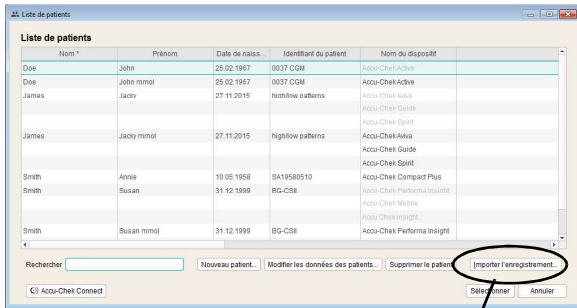 Liste de patients
Liste de patients
Nom * Prénom Date de naiss... Identifiant du patient Nom du dispositif
Doe John 25.02.1967 0037 CGM Accu-Chek Active
Doe John mmol 25.02.1967 0037 CGM Accu-Chek Active
James Jacky 27.11.2015 high/low patterns Accu-Chek Aviva
Accu-Chek Guide
Accu-Chek Spirit
James Jacky mmol 27.11.2015 high/low patterns Accu-Chek Aviva
Accu-Chek Guide
Accu-Chek Spirit
Smith Annie 10.05.1958 SA19580510 Accu-Chek Compact Plus
Smith Susan 31.12.1999 BG-CSII Accu-Chek Performa Insight
Accu-Chek Mobile
Accu Chek Insight
Smith Susan mmol 31.12.1999 BG-CSII Accu-Chek Performa Insight
Rechercher Nouveau patient... Modifier les données des patients... Supprimer le patient Importer l'enregistrement...
Accu-Chek Connect Sélectionner Annuler